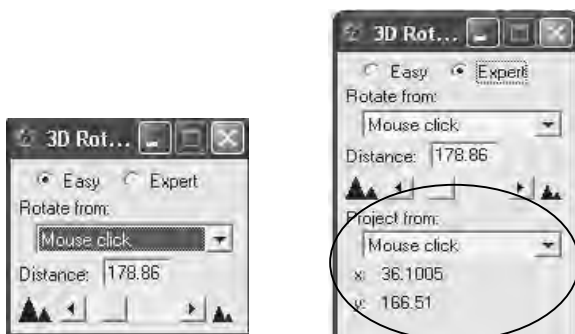 3D Rot...
Easy Expert
Rotate from:
Mouse click
Distance: 178.86
3D Rot...
Easy Expert
Rotate from:
Mouse click
Distance: 178.86
Project from:
Mouse click
x: 36.1005
y: 166.51